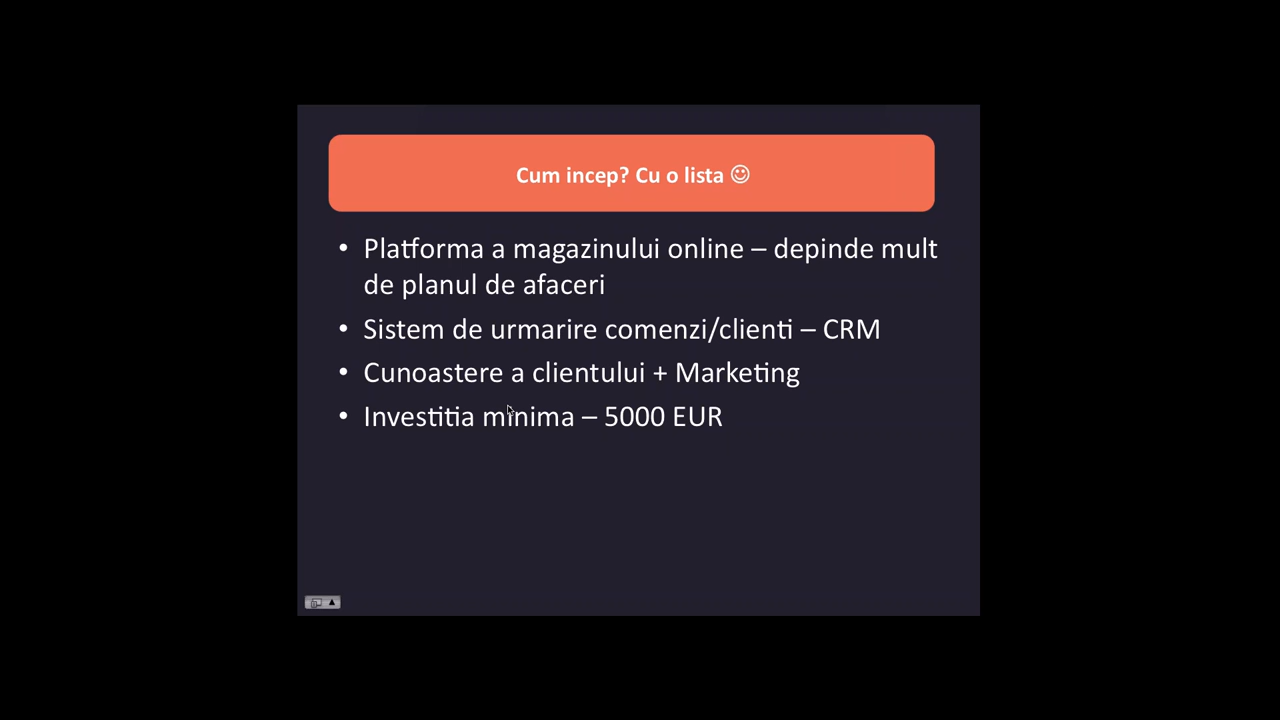 Cum incep? Cu o lista ☺
• Platforma a magazinului online – depinde mult
de planul de afaceri
• Sistem de urmarire comenzi/clienti – CRM
• Cunoastere a clientului + Marketing
• Investitia minima – 5000 EUR